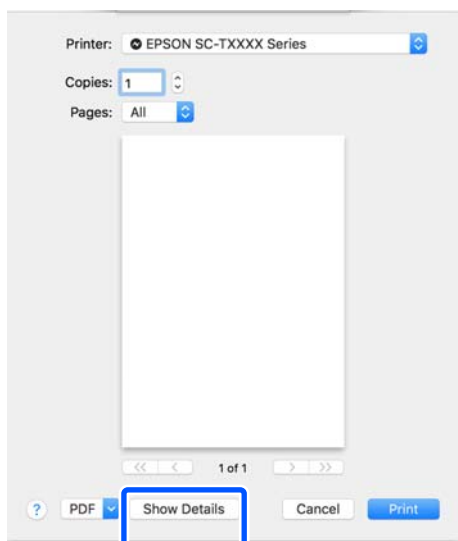 Printer: EPSON SC-TXXXX Series
Copies: 1
Pages: All
<< < 1 of 1 > >>
? PDF Show Details Cancel Print